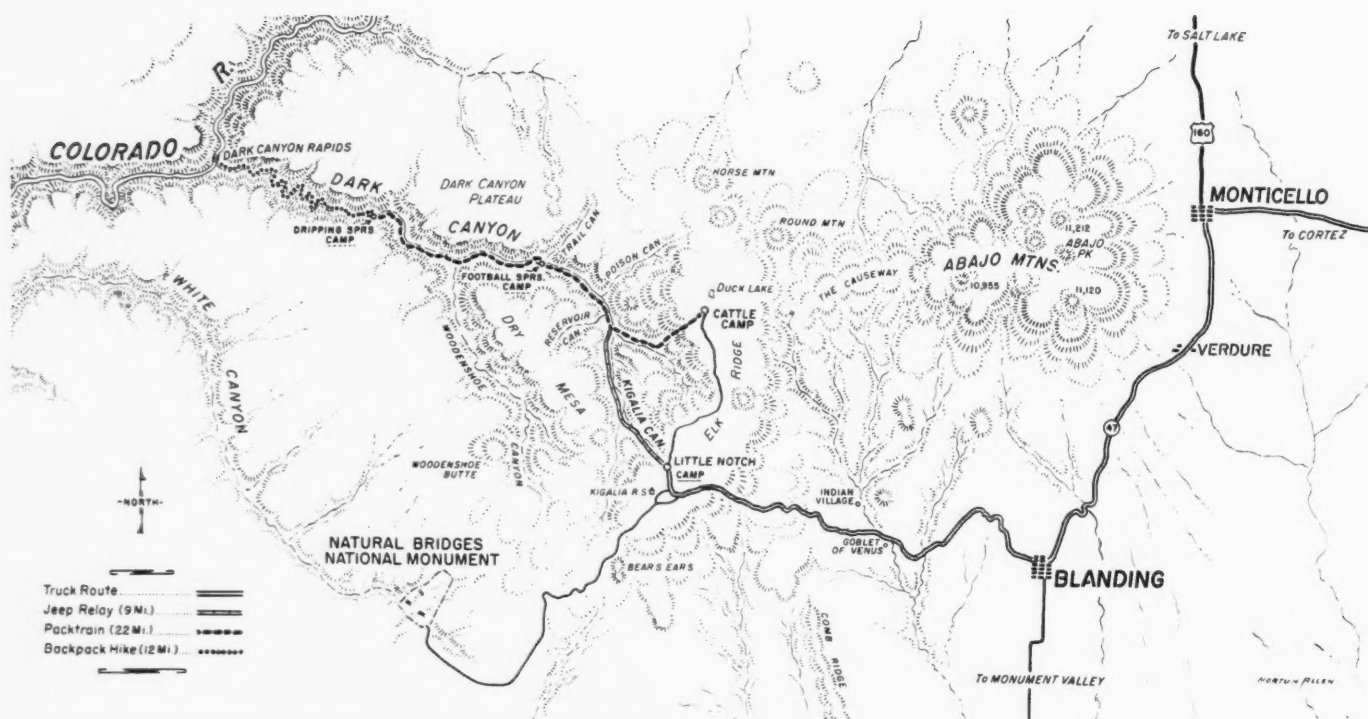 To SALT LAKE
160
COLORADO R.
DARK CANYON RAPIDS
DARK CANYON
DARK CANYON
PLATEAU
HORSE MTN
MONTICELLO
TO CORTEZ
ROUND MTN
11,212
ABAJO
PK
ABAJO MTNS.
10,955
11,120
DRIPPING SPRS.
CAMP
TRAIL CAN
POISON CAN
FOOTBALL SPRS.
CAMP
THE CAUSEWAY
DUCK LAKE
CATTLE
CAMP
WHITE CANYON
RESERVOIR
CAN
DRY MESA
WOODENSHOE CANYON
ELK RIDGE
VERDURE
KIGALIA CAN
47
WOODENSHOE
BUTTE
LITTLE NOTCH
CAMP
KIGALIA R S
INDIAN
VILLAGE
GOBLET
OF VENUS
-NORTH-
NATURAL BRIDGES
NATIONAL MONUMENT
BEARS EARS
BLANDING
COMB RIDGE
Truck Route
Jeep Relay (9 Mi.)
Packtrain (22 Mi.)
Backpack Hike (12 Mi.)
To MONUMENT VALLEY
NORTON ALLEN